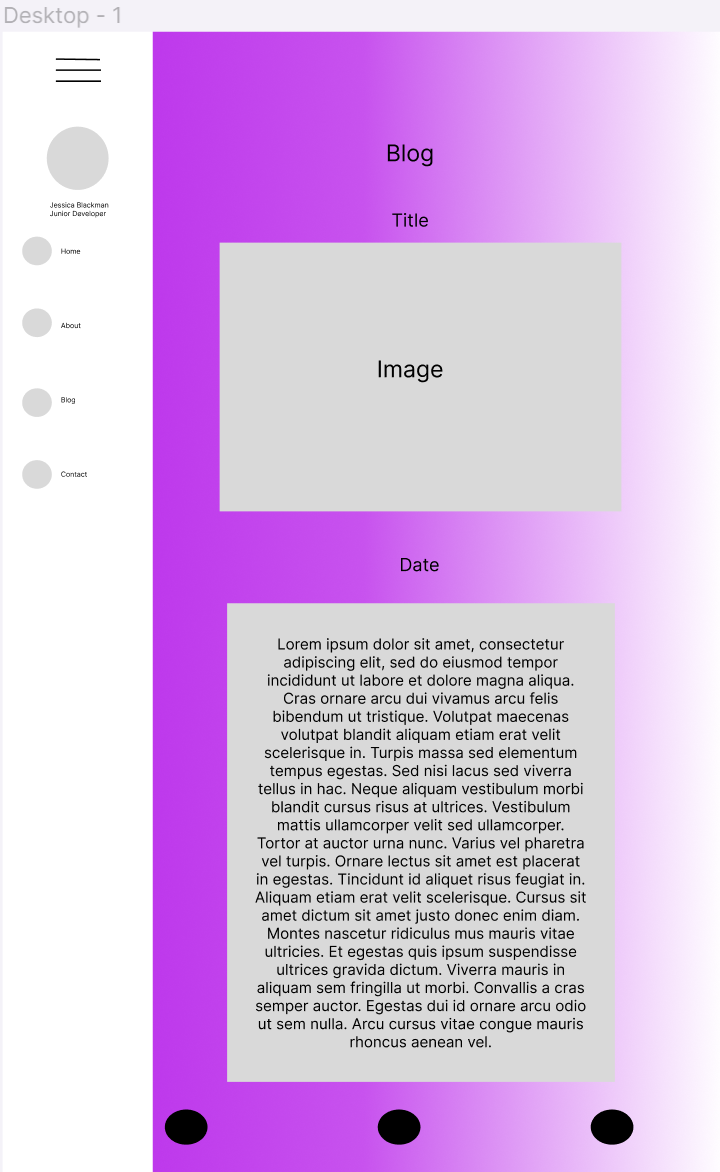 Desktop - 1
Jessica Blackman
Junior Developer
Home
About
Blog
Contact
Blog
Title
Image
Date
Lorem ipsum dolor sit amet, consectetur
adipiscing elit, sed do eiusmod tempor
incididunt ut labore et dolore magna aliqua.
Cras ornare arcu dui vivamus arcu felis
bibendum ut tristique. Volutpat maecenas
volutpat blandit aliquam etiam erat velit
scelerisque in. Turpis massa sed elementum
tempus egestas. Sed nisi lacus sed viverra
tellus in hac. Neque aliquam vestibulum morbi
blandit cursus risus at ultrices. Vestibulum
mattis ullamcorper velit sed ullamcorper.
Tortor at auctor urna nunc. Varius vel pharetra
vel turpis. Ornare lectus sit amet est placerat
in egestas. Tincidunt id aliquet risus feugiat in.
Aliquam etiam erat velit scelerisque. Cursus sit
amet dictum sit amet justo donec enim diam.
Montes nascetur ridiculus mus mauris vitae
ultricies. Et egestas quis ipsum suspendisse
ultrices gravida dictum. Viverra mauris in
aliquam sem fringilla ut morbi. Convallis a cras
semper auctor. Egestas dui id ornare arcu odio
ut sem nulla. Arcu cursus vitae congue mauris
rhoncus aenean vel.